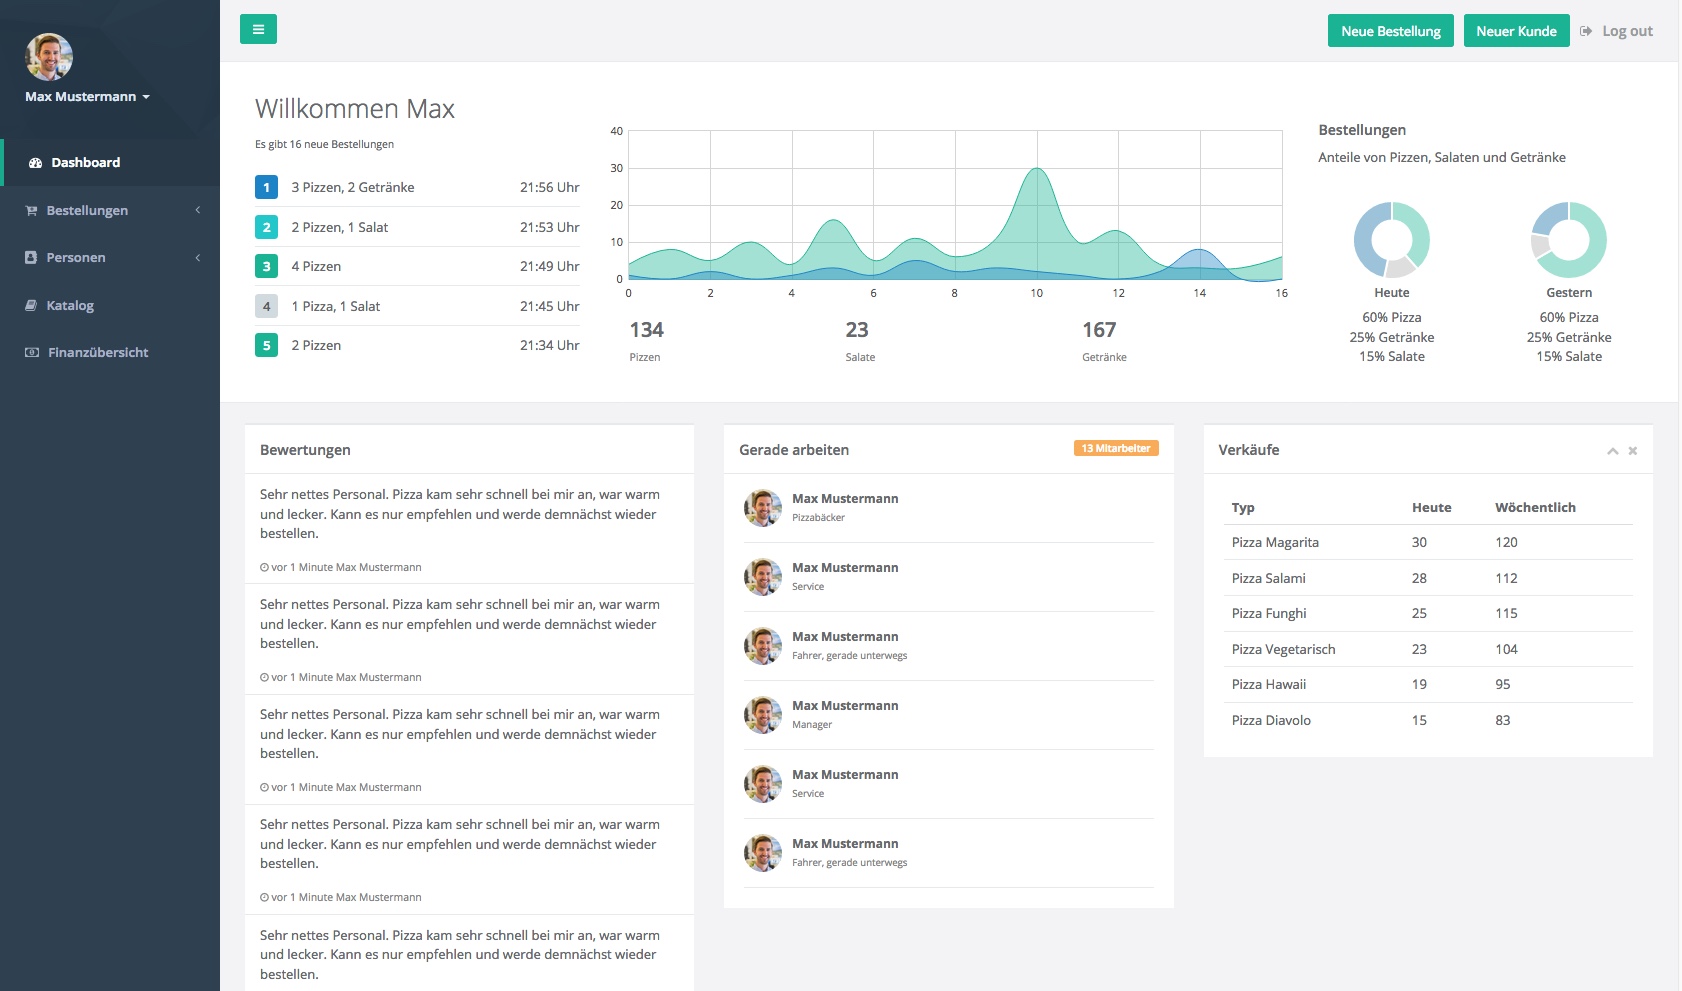 Max Mustermann
Dashboard
Bestellungen
Personen
Katalog
Finanzübersicht
Neue Bestellung
Neuer Kunde
Log out
Willkommen Max
Es gibt 16 neue Bestellungen
1 3 Pizzen, 2 Getränke 21:56 Uhr
2 2 Pizzen, 1 Salat 21:53 Uhr
3 4 Pizzen 21:49 Uhr
4 1 Pizza, 1 Salat 21:45 Uhr
5 2 Pizzen 21:34 Uhr
40
30
20
10
0
0 2 4 6 8 10 12 14 16
134 23 167
Pizzen Salate Getränke
Bestellungen
Anteile von Pizzen, Salaten und Getränke
Heute
60% Pizza
25% Getränke
15% Salate
Gestern
60% Pizza
25% Getränke
15% Salate
Bewertungen
Sehr nettes Personal. Pizza kam sehr schnell bei mir an, war warm
und lecker. Kann es nur empfehlen und werde demnächst wieder
bestellen.
vor 1 Minute Max Mustermann
Sehr nettes Personal. Pizza kam sehr schnell bei mir an, war warm
und lecker. Kann es nur empfehlen und werde demnächst wieder
bestellen.
vor 1 Minute Max Mustermann
Sehr nettes Personal. Pizza kam sehr schnell bei mir an, war warm
und lecker. Kann es nur empfehlen und werde demnächst wieder
bestellen.
vor 1 Minute Max Mustermann
Sehr nettes Personal. Pizza kam sehr schnell bei mir an, war warm
und lecker. Kann es nur empfehlen und werde demnächst wieder
bestellen.
vor 1 Minute Max Mustermann
Sehr nettes Personal. Pizza kam sehr schnell bei mir an, war warm
und lecker. Kann es nur empfehlen und werde demnächst wieder
bestellen.
Gerade arbeiten
13 Mitarbeiter
Max Mustermann
Pizzabäcker
Max Mustermann
Service
Max Mustermann
Fahrer, gerade unterwegs
Max Mustermann
Manager
Max Mustermann
Service
Max Mustermann
Fahrer, gerade unterwegs
Verkäufe
Typ Heute Wöchentlich
Pizza Magarita 30 120
Pizza Salami 28 112
Pizza Funghi 25 115
Pizza Vegetarisch 23 104
Pizza Hawaii 19 95
Pizza Diavolo 15 83